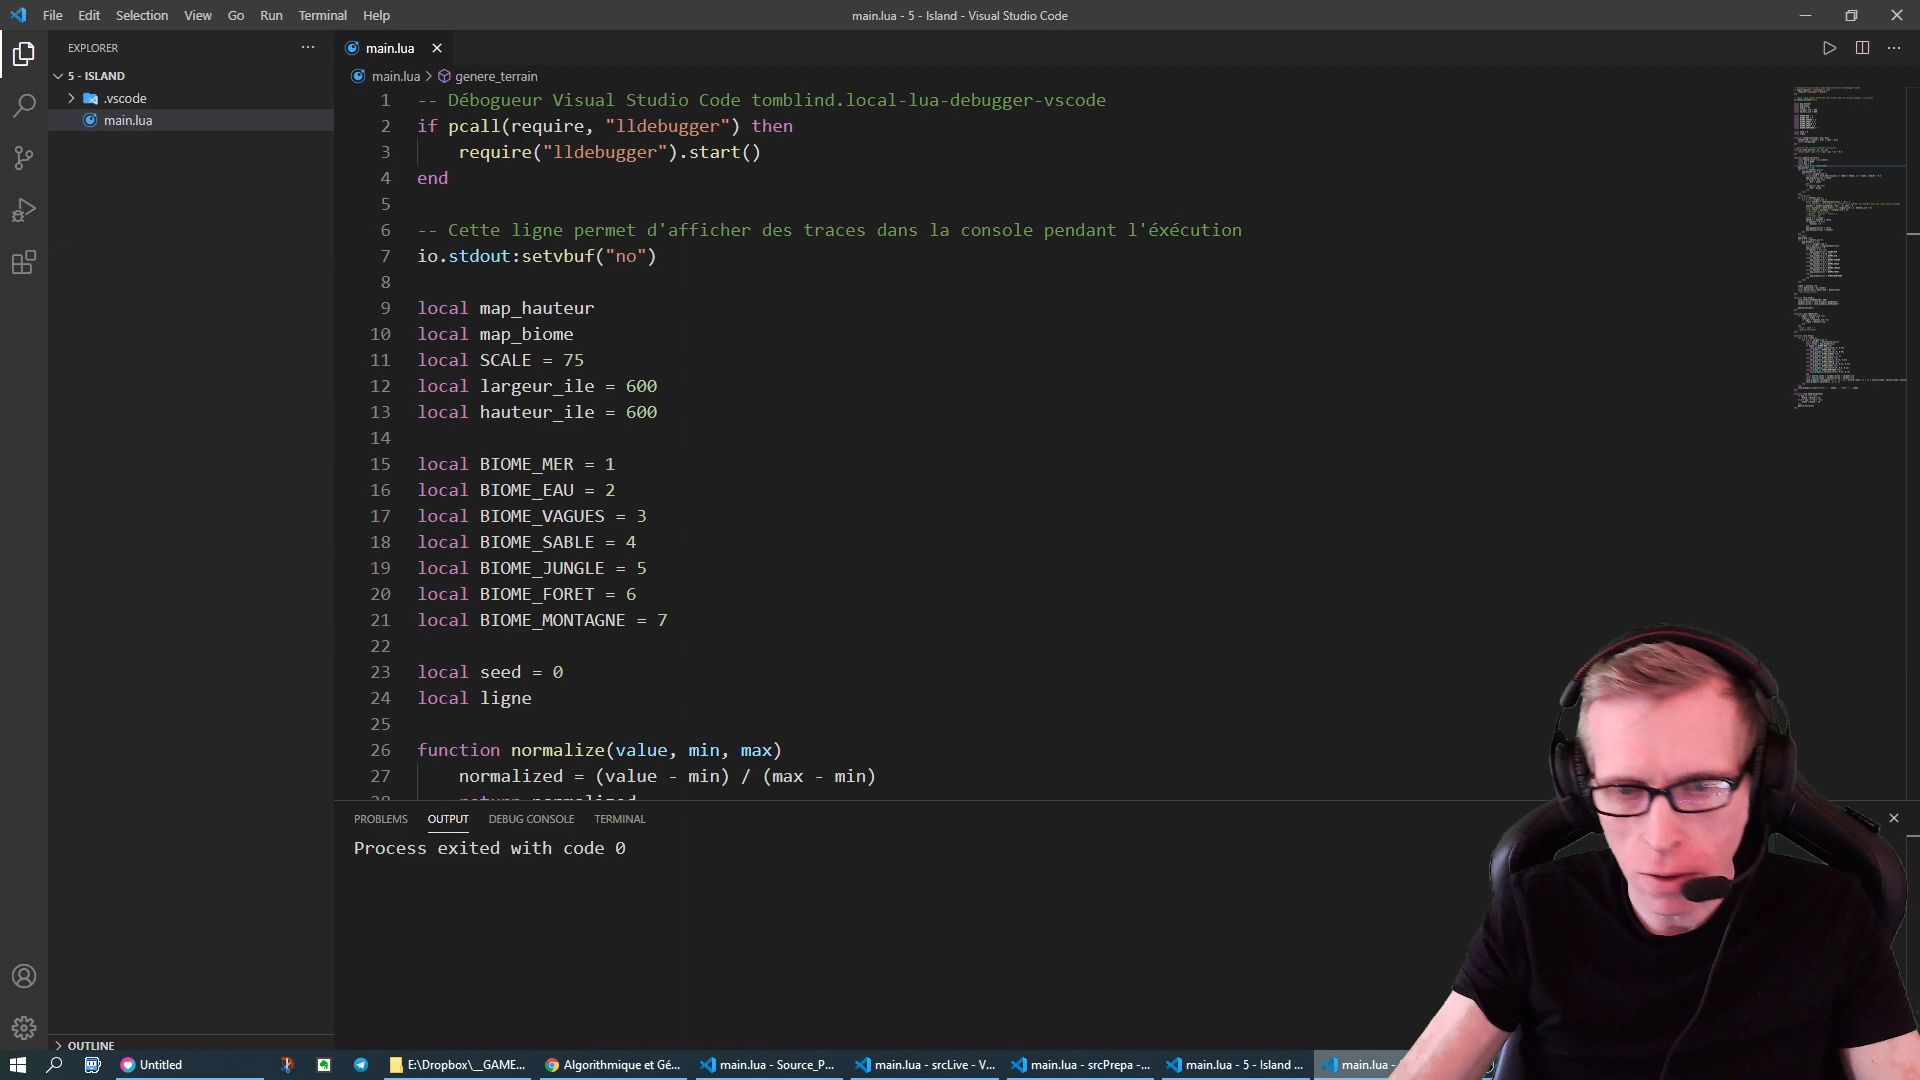 File Edit Selection View Go Run Terminal Help
main.lua - 5 - Island - Visual Studio Code
EXPLORER
5 - ISLAND
.vscode
main.lua
OUTLINE
main.lua
main.lua > genere_terrain
1 -- Débogueur Visual Studio Code tomblind.local-lua-debugger-vscode
2 if pcall(require, "lldebugger") then
3 require("lldebugger").start()
4 end
5
6 -- Cette ligne permet d'afficher des traces dans la console pendant l'éxécution
7 io.stdout:setvbuf("no")
8
9 local map_hauteur
10 local map_biome
11 local SCALE = 75
12 local largeur_ile = 600
13 local hauteur_ile = 600
14
15 local BIOME_MER = 1
16 local BIOME_EAU = 2
17 local BIOME_VAGUES = 3
18 local BIOME_SABLE = 4
19 local BIOME_JUNGLE = 5
20 local BIOME_FORET = 6
21 local BIOME_MONTAGNE = 7
22
23 local seed = 0
24 local ligne
25
26 function normalize(value, min, max)
27 normalized = (value - min) / (max - min)
28 return normalized
PROBLEMS OUTPUT DEBUG CONSOLE TERMINAL
Process exited with code 0
Untitled
E:\Dropbox\__GAME...
Algorithmique et Gé...
main.lua - Source_P...
main.lua - srcLive - V...
main.lua - srcPrepa -...
main.lua - 5 - Island ...
main.lua -